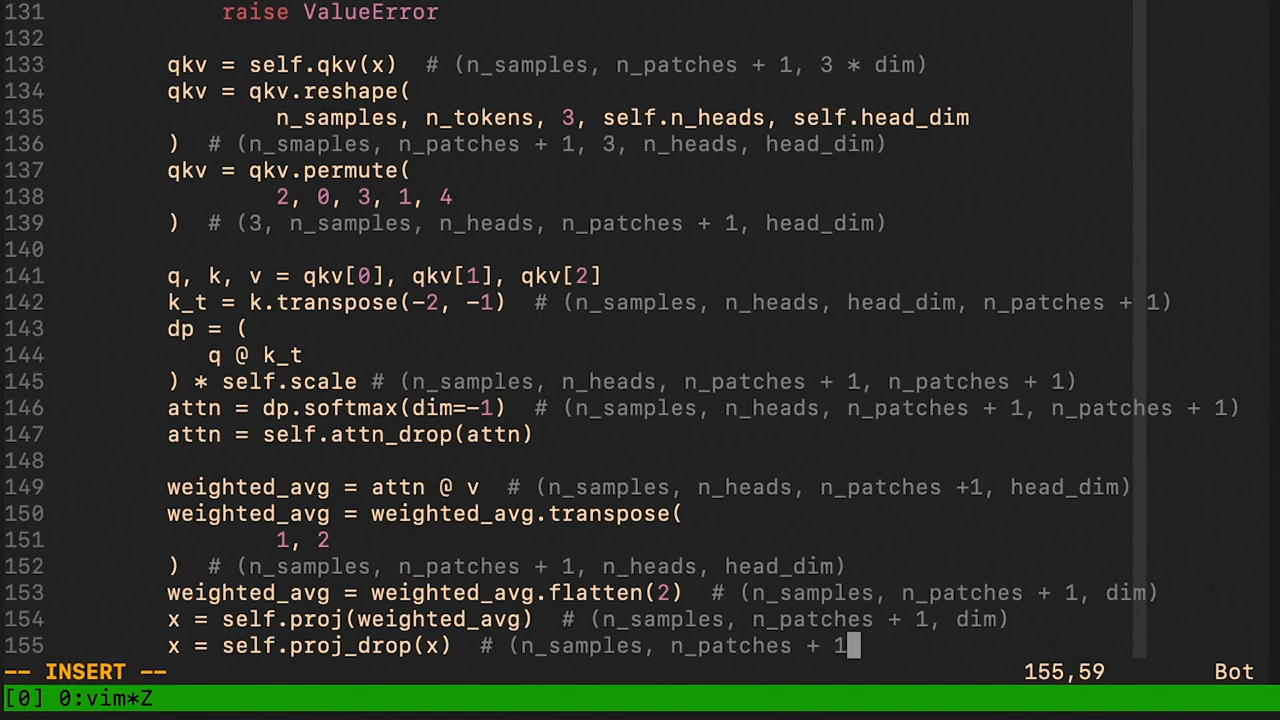 131                raise ValueError
132
133            qkv = self.qkv(x)  # (n_samples, n_patches + 1, 3 * dim)
134            qkv = qkv.reshape(
135                    n_samples, n_tokens, 3, self.n_heads, self.head_dim
136            )  # (n_smaples, n_patches + 1, 3, n_heads, head_dim)
137            qkv = qkv.permute(
138                    2, 0, 3, 1, 4
139            )  # (3, n_samples, n_heads, n_patches + 1, head_dim)
140
141            q, k, v = qkv[0], qkv[1], qkv[2]
142            k_t = k.transpose(-2, -1)  # (n_samples, n_heads, head_dim, n_patches + 1)
143            dp = (
144               q @ k_t
145            ) * self.scale # (n_samples, n_heads, n_patches + 1, n_patches + 1)
146            attn = dp.softmax(dim=-1)  # (n_samples, n_heads, n_patches + 1, n_patches + 1)
147            attn = self.attn_drop(attn)
148
149            weighted_avg = attn @ v  # (n_samples, n_heads, n_patches +1, head_dim)
150            weighted_avg = weighted_avg.transpose(
151                    1, 2
152            )  # (n_samples, n_patches + 1, n_heads, head_dim)
153            weighted_avg = weighted_avg.flatten(2)  # (n_samples, n_patches + 1, dim)
154            x = self.proj(weighted_avg)  # (n_samples, n_patches + 1, dim)
155            x = self.proj_drop(x)  # (n_samples, n_patches + 1
-- INSERT --    155,59    Bot
[0] 0:vim*Z